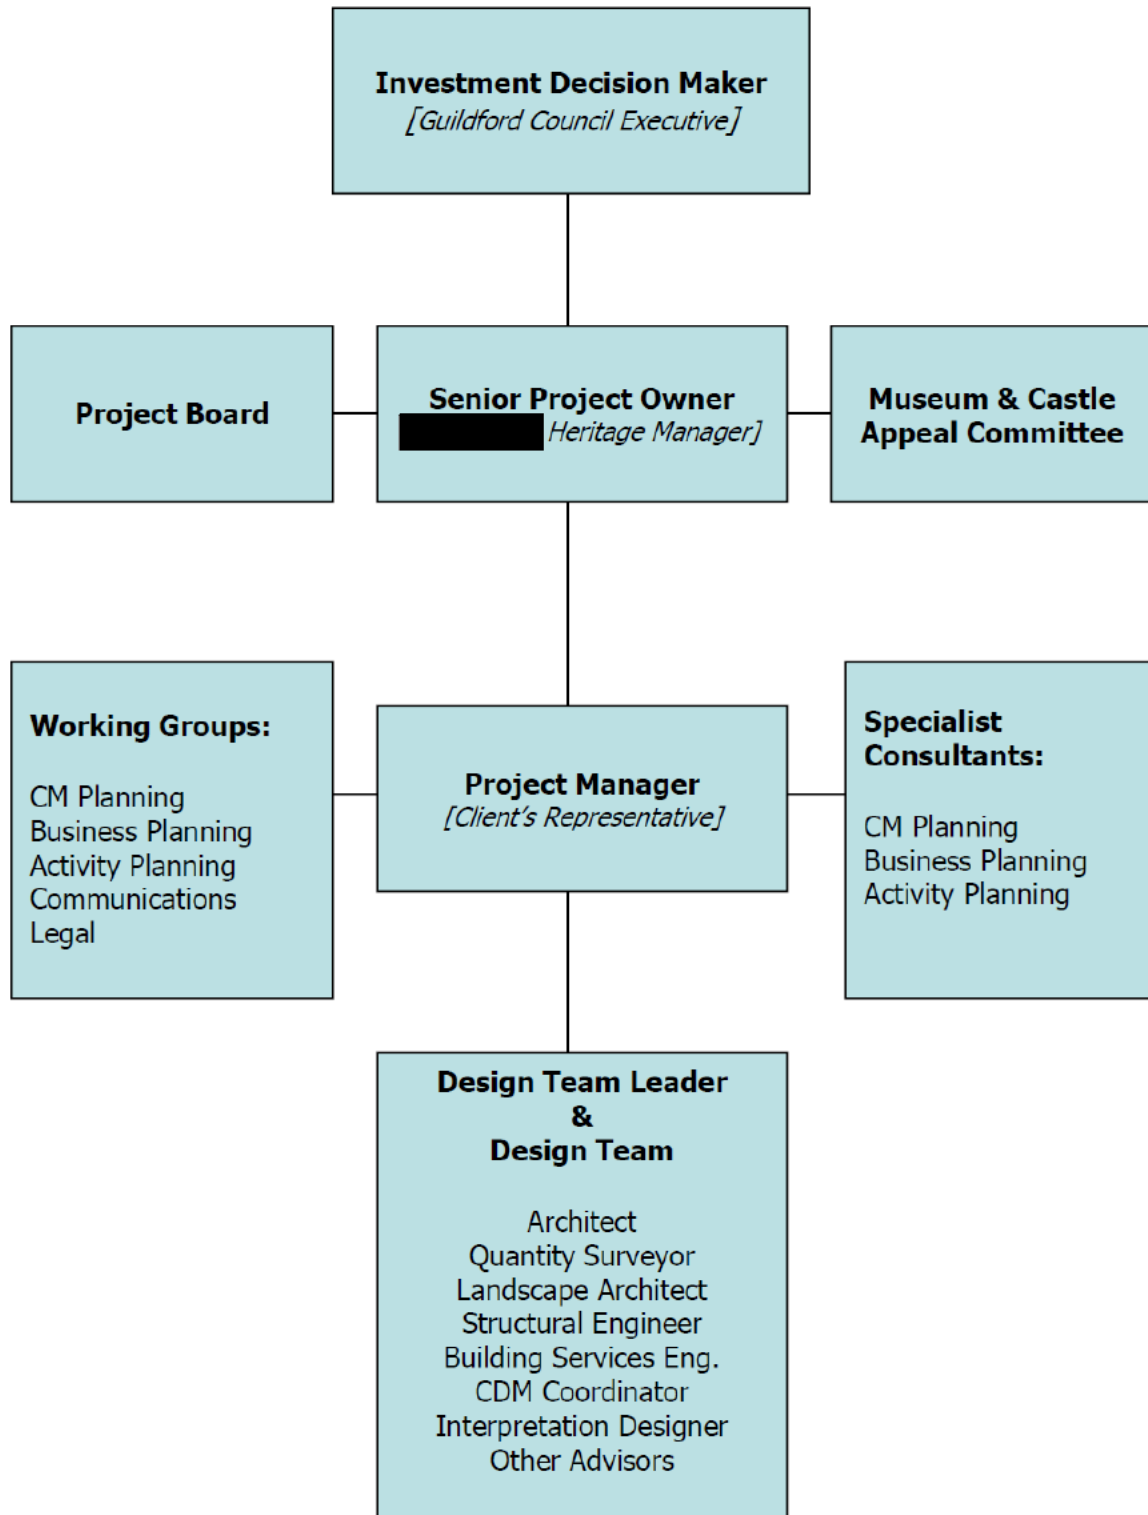 Investment Decision Maker
[Guildford Council Executive]
Project Board
Senior Project Owner
Heritage Manager]
Museum & Castle
Appeal Committee
Working Groups:
CM Planning
Business Planning
Activity Planning
Communications
Legal
Project Manager
[Client's Representative]
Specialist
Consultants:
CM Planning
Business Planning
Activity Planning
Design Team Leader
&
Design Team
Architect
Quantity Surveyor
Landscape Architect
Structural Engineer
Building Services Eng.
CDM Coordinator
Interpretation Designer
Other Advisors